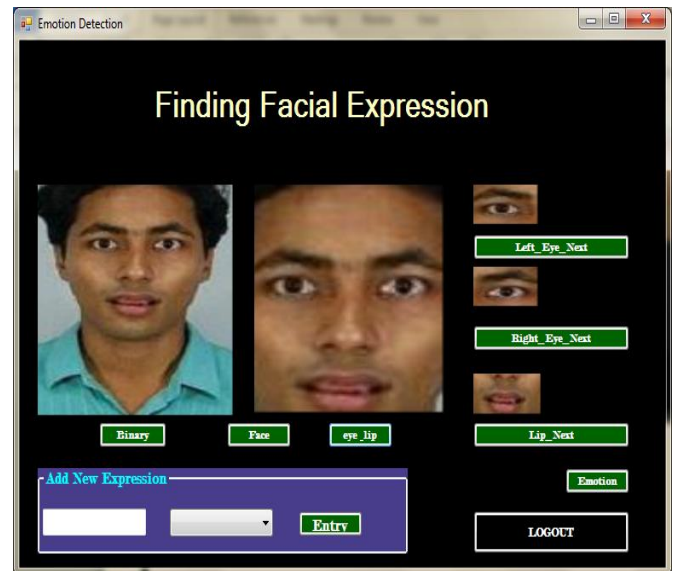 Emotion Detection
Finding Facial Expression
Left_Eye_Next
Right_Eye_Next
Binary
Face
eye_lip
Lip_Next
Add New Expression
Emotion
Entry
LOGOUT